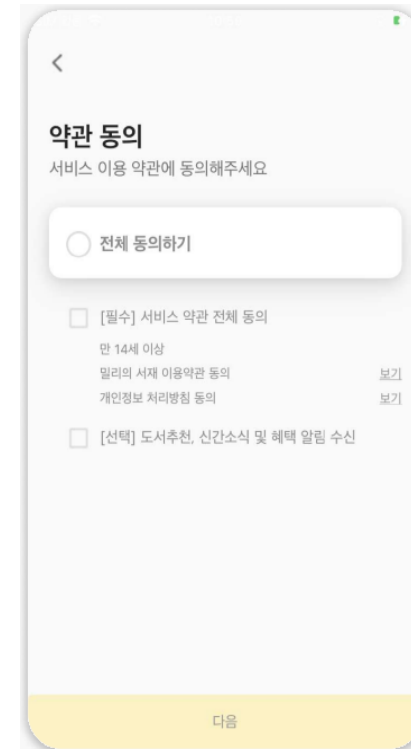 약관 동의
서비스 이용 약관에 동의해주세요
전체 동의하기
[필수] 서비스 약관 전체 동의
만 14세 이상
밀리의 서재 이용약관 동의 보기
개인정보 처리방침 동의 보기
[선택] 도서추천, 신간소식 및 혜택 알림 수신
다음